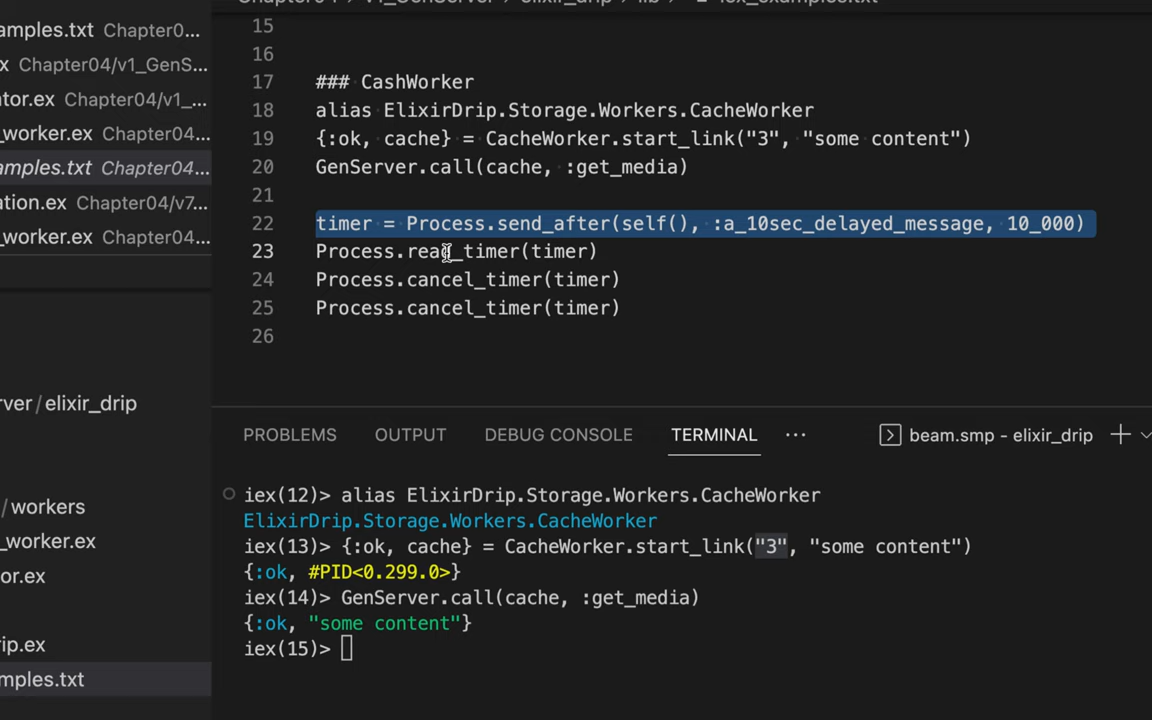 amples.txt Chapter0...
x Chapter04/v1_GenS...
ator.ex Chapter04/v1_...
_worker.ex Chapter04...
amples.txt Chapter04...
ation.ex Chapter04/v7...
_worker.ex Chapter04...
rver/elixir_drip
/workers
_worker.ex
or.ex
rip.ex
mples.txt
15
16
17 ### CashWorker
18 alias ElixirDrip.Storage.Workers.CacheWorker
19 {:ok, cache} = CacheWorker.start_link("3", "some content")
20 GenServer.call(cache, :get_media)
21
22 timer = Process.send_after(self(), :a_10sec_delayed_message, 10_000)
23 Process.read_timer(timer)
24 Process.cancel_timer(timer)
25 Process.cancel_timer(timer)
26
PROBLEMS OUTPUT DEBUG CONSOLE TERMINAL ... beam.smp - elixir_drip
iex(12)> alias ElixirDrip.Storage.Workers.CacheWorker
ElixirDrip.Storage.Workers.CacheWorker
iex(13)> {:ok, cache} = CacheWorker.start_link("3", "some content")
{:ok, #PID<0.299.0>}
iex(14)> GenServer.call(cache, :get_media)
{:ok, "some content"}
iex(15)>